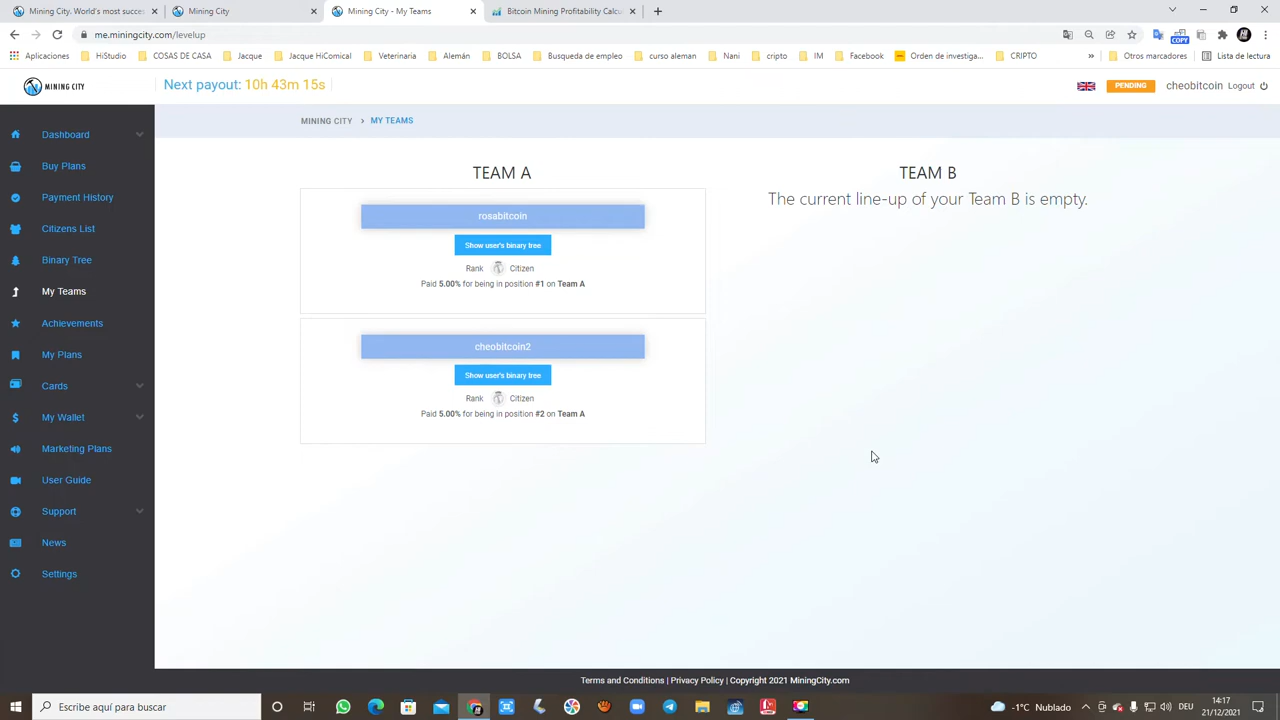 Mining City. World's most succes
Mining City
Mining City - My Teams
Bitcoin Mining Profitability Calcu
me.miningcity.com/levelup
COPY
Aplicaciones
HiStudio
COSAS DE CASA
Jacque
Jacque HiComical
Veterinaria
Alemán
BOLSA
Busqueda de empleo
curso aleman
Nani
cripto
IM
Facebook
Orden de investiga...
CRIPTO
»
Otros marcadores
Lista de lectura
MINING CITY
Next payout: 10h 43m 15s
PENDING
cheobitcoin
Logout
MINING CITY > MY TEAMS
Dashboard
Buy Plans
Payment History
Citizens List
Binary Tree
My Teams
Achievements
My Plans
Cards
My Wallet
Marketing Plans
User Guide
Support
News
Settings
TEAM A
rosabitcoin
Show user's binary tree
Rank Citizen
Paid 5.00% for being in position #1 on Team A
cheobitcoin2
Show user's binary tree
Rank Citizen
Paid 5.00% for being in position #2 on Team A
TEAM B
The current line-up of your Team B is empty.
Terms and Conditions | Privacy Policy | Copyright 2021 MiningCity.com
Escribe aquí para buscar
-1°C Nublado
DEU
14:17
21/12/2021